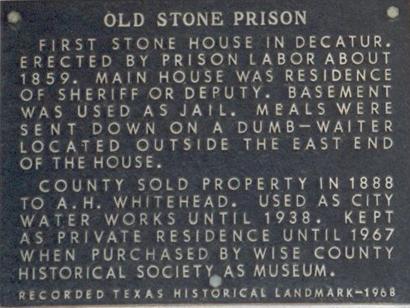 OLD STONE PRISON
FIRST STONE HOUSE IN DECATUR.
ERECTED BY PRISON LABOR ABOUT
1859. MAIN HOUSE WAS RESIDENCE
OF SHERIFF OR DEPUTY. BASEMENT
WAS USED AS JAIL. MEALS WERE
SENT DOWN ON A DUMB-WAITER
LOCATED OUTSIDE THE EAST END
OF THE HOUSE.
COUNTY SOLD PROPERTY IN 1888
TO A.H. WHITEHEAD. USED AS CITY
WATER WORKS UNTIL 1938. KEPT
AS PRIVATE RESIDENCE UNTIL 1967
WHEN PURCHASED BY WISE COUNTY
HISTORICAL SOCIETY AS MUSEUM.
RECORDED TEXAS HISTORICAL LANDMARK-1968